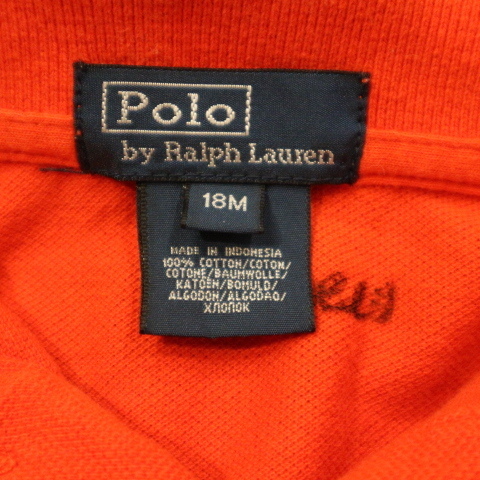 Polo
by Ralph Lauren
18M
MADE IN INDONESIA
100% COTTON/COTON/
COTONE/BAUMWOLLE/
KATOEN/BOMULD/
ALGODON/ALGODAO/
ХЛОПОК